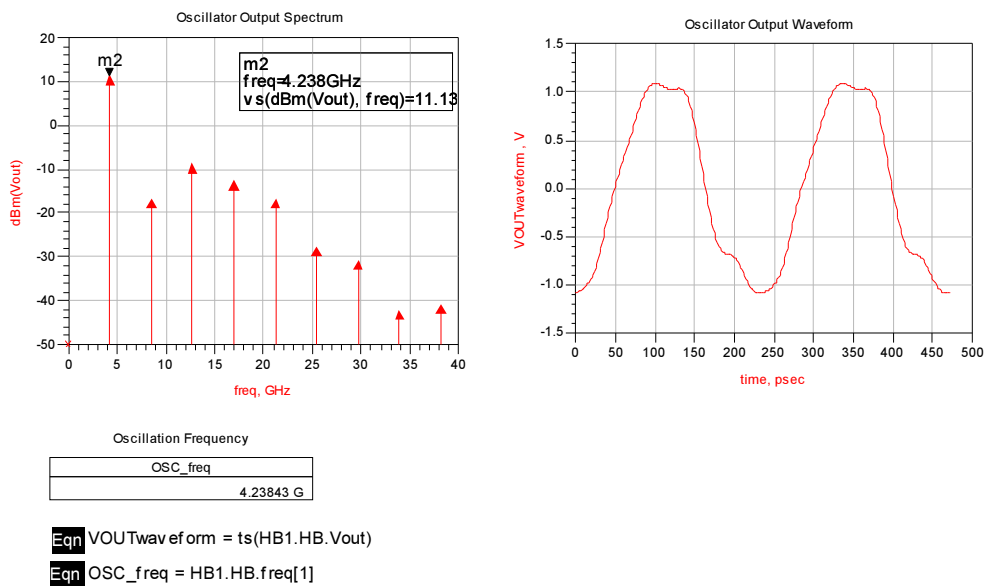 Oscillator Output Spectrum
20
10
0
-10
-20
-30
-40
-50
dBm(Vout)
m2
m2
freq=4.238GHz
vs(dBm(Vout), freq)=11.13
0
5
10
15
20
25
30
35
40
freq, GHz
Oscillator Output Waveform
1.5
1.0
0.5
0.0
-0.5
-1.0
-1.5
VOUTwaveform, V
0
50
100
150
200
250
300
350
400
450
500
time, psec
Oscillation Frequency
OSC_freq
4.23843 G
Eqn VOUTwaveform = ts(HB1.HB.Vout)
Eqn OSC_freq = HB1.HB.freq[1]